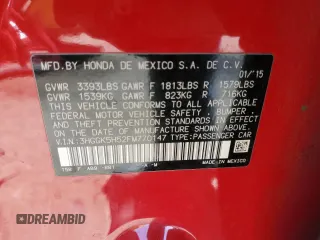 MFD.BY HONDA DE MEXICO S.A. DE C.V.
01/'15
GVWR 3393LBS GAWR F 1813LBS R 1579LBS
GVWR 1539KG GAWR F 823KG R 716KG
THIS VEHICLE CONFORMS TO ALL APPLICABLE
FEDERAL MOTOR VEHICLE SAFETY, BUMPER,
AND THEFT PREVENTION STANDARDS IN EFFECT
ON THE DATE OF MANUFACTURE SHOWN ABOVE.
V.I.N. TYPE:PASSENGER CAR
MADE IN MEXICO